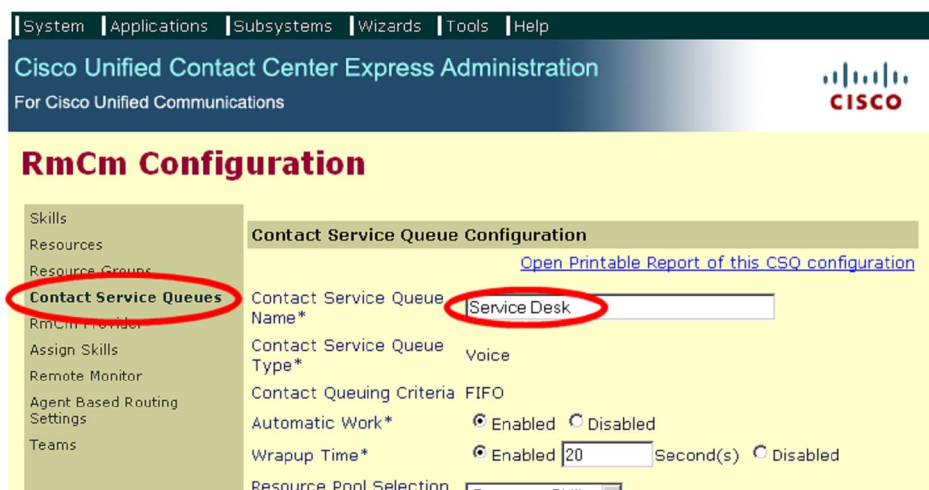 System Applications Subsystems Wizards Tools Help
Cisco Unified Contact Center Express Administration
For Cisco Unified Communications
CISCO
RmCm Configuration
Skills
Resources
Resource Groups
Contact Service Queues
RmCm Provider
Assign Skills
Remote Monitor
Agent Based Routing
Settings
Teams
Contact Service Queue Configuration
Open Printable Report of this CSQ configuration
Contact Service Queue
Name*
Service Desk
Contact Service Queue
Type*
Voice
Contact Queuing Criteria FIFO
Automatic Work* Enabled Disabled
Wrapup Time* Enabled 20 Second(s) Disabled
Resource Pool Selection